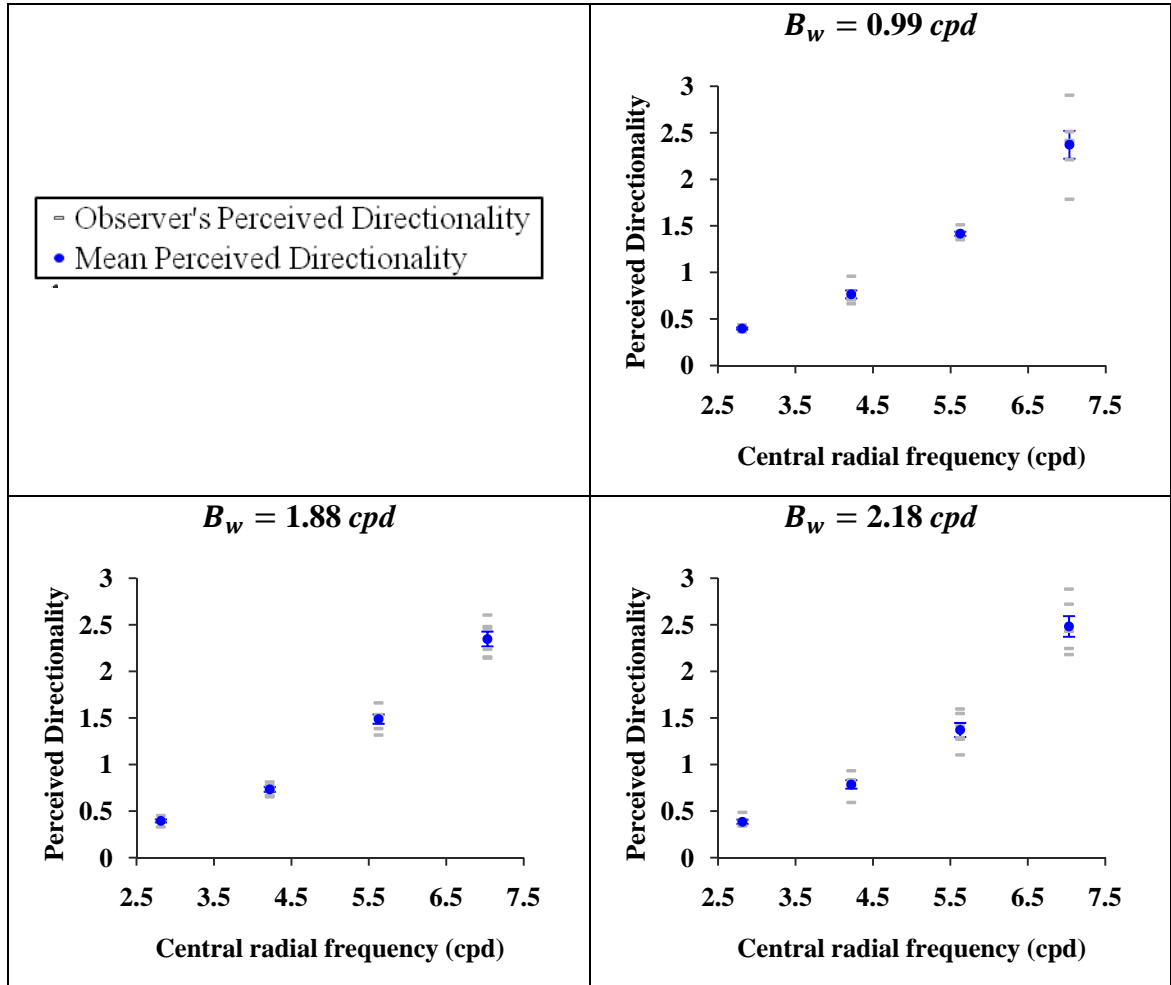 - Observer's Perceived Directionality
• Mean Perceived Directionality
B_w = 0.99 cpd
Perceived Directionality
3
2.5
2
1.5
1
0.5
0
2.5 3.5 4.5 5.5 6.5 7.5
Central radial frequency (cpd)
B_w = 1.88 cpd
Perceived Directionality
3
2.5
2
1.5
1
0.5
0
2.5 3.5 4.5 5.5 6.5 7.5
Central radial frequency (cpd)
B_w = 2.18 cpd
Perceived Directionality
3
2.5
2
1.5
1
0.5
0
2.5 3.5 4.5 5.5 6.5 7.5
Central radial frequency (cpd)